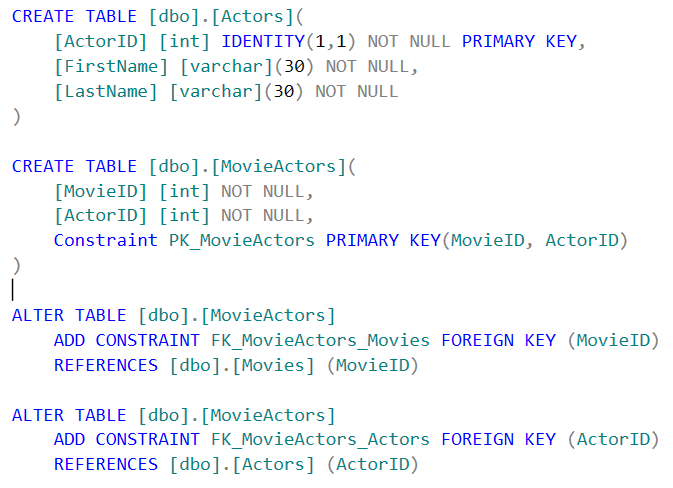 CREATE TABLE [dbo].[Actors](
    [ActorID] [int] IDENTITY(1,1) NOT NULL PRIMARY KEY,
    [FirstName] [varchar](30) NOT NULL,
    [LastName] [varchar](30) NOT NULL
)
CREATE TABLE [dbo].[MovieActors](
    [MovieID] [int] NOT NULL,
    [ActorID] [int] NOT NULL,
    Constraint PK_MovieActors PRIMARY KEY(MovieID, ActorID)
)
ALTER TABLE [dbo].[MovieActors]
    ADD CONSTRAINT FK_MovieActors_Movies FOREIGN KEY (MovieID)
    REFERENCES [dbo].[Movies] (MovieID)
ALTER TABLE [dbo].[MovieActors]
    ADD CONSTRAINT FK_MovieActors_Actors FOREIGN KEY (ActorID)
    REFERENCES [dbo].[Actors] (ActorID)